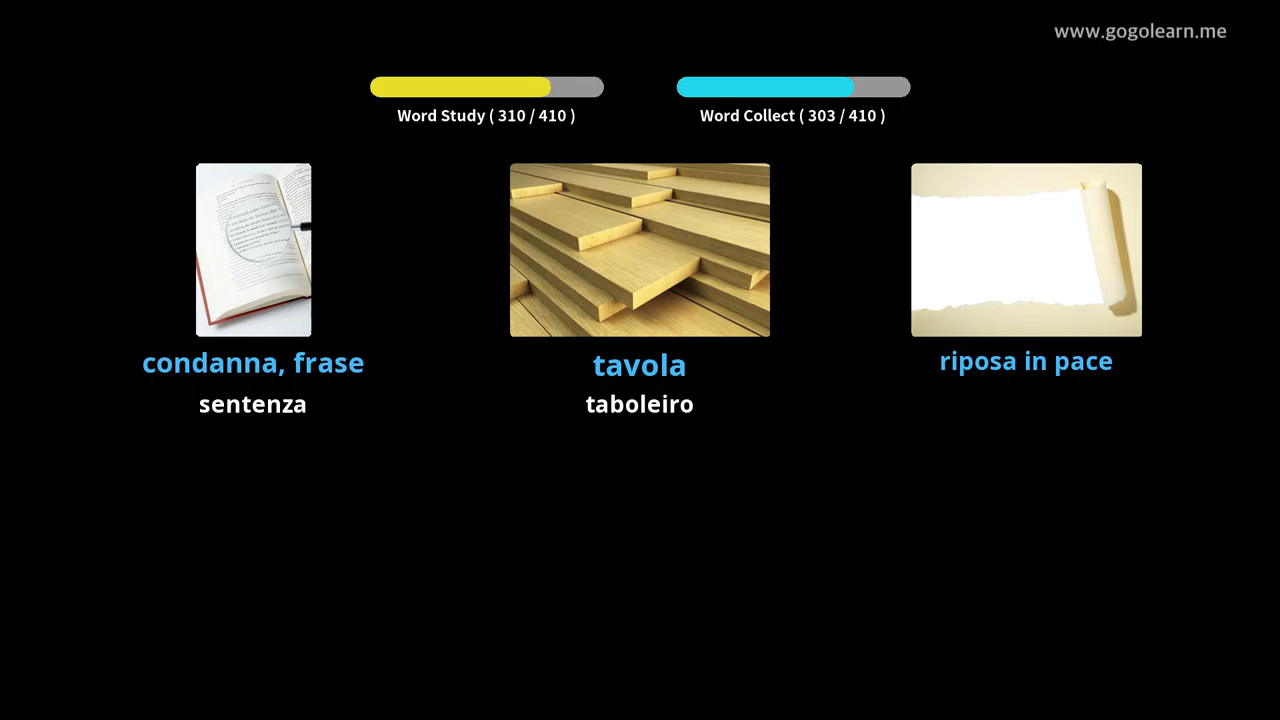 www.gogolearn.me
Word Study ( 310 / 410 )
Word Collect ( 303 / 410 )
condanna, frase
sentenza
tavola
taboleiro
riposa in pace